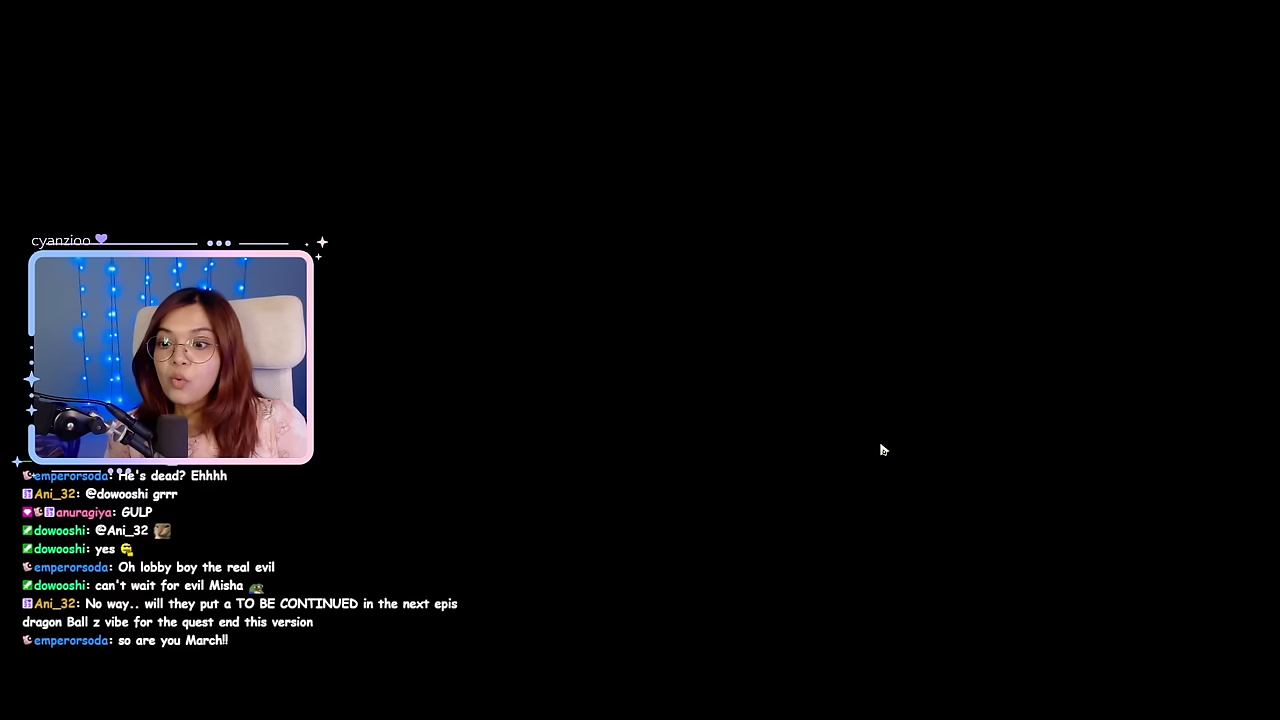 cyanzioo
emperorsoda: He's dead? Ehhhh
Ani_32: @dowooshi grrr
anuragiya: GULP
dowooshi: @Ani_32
dowooshi: yes
emperorsoda: Oh lobby boy the real evil
dowooshi: can't wait for evil Misha
Ani_32: No way.. will they put a TO BE CONTINUED in the next epis
dragon Ball z vibe for the quest end this version
emperorsoda: so are you March!!